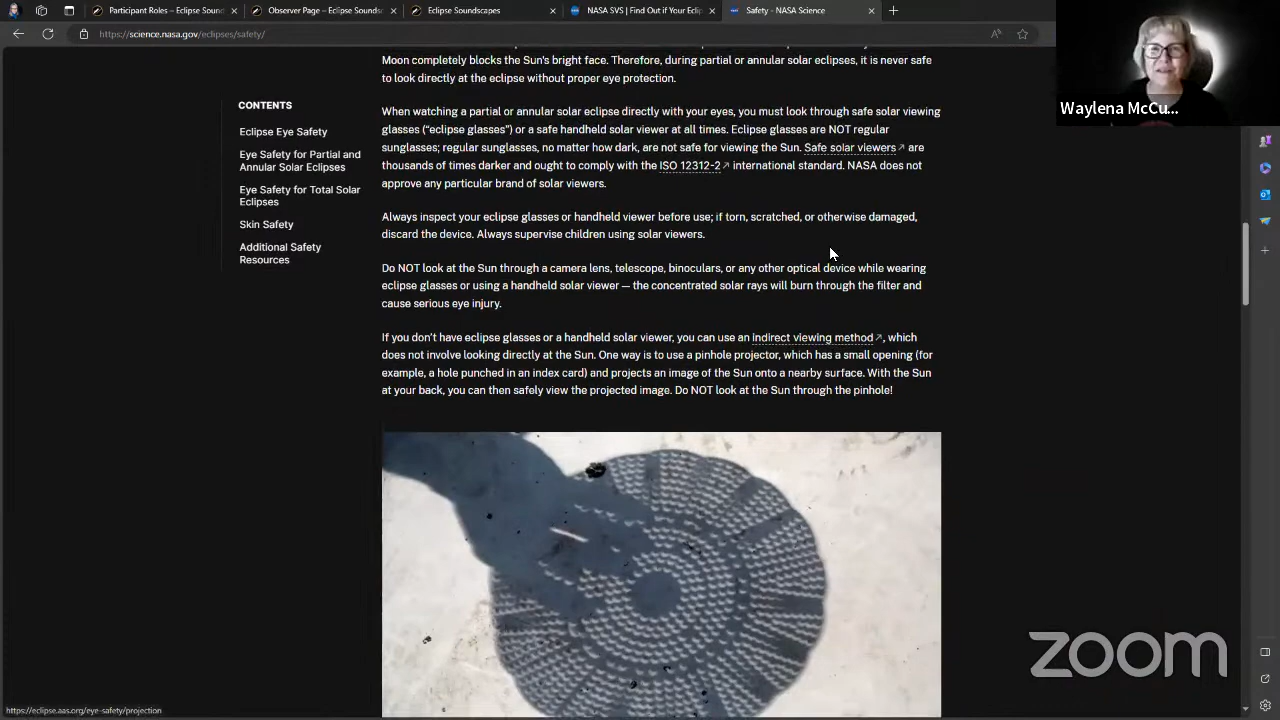 Participant Roles – Eclipse Sound
Observer Page – Eclipse Soundsc
Eclipse Soundscapes
NASA SVS | Find Out if Your Ecli
Safety - NASA Science
https://science.nasa.gov/eclipses/safety/
Waylena McCu...
CONTENTS
Eclipse Eye Safety
Eye Safety for Partial and
Annular Solar Eclipses
Eye Safety for Total Solar
Eclipses
Skin Safety
Additional Safety
Resources
Moon completely blocks the Sun's bright face. Therefore, during partial or annular solar eclipses, it is never safe
to look directly at the eclipse without proper eye protection.
When watching a partial or annular solar eclipse directly with your eyes, you must look through safe solar viewing
glasses (“eclipse glasses”) or a safe handheld solar viewer at all times. Eclipse glasses are NOT regular
sunglasses; regular sunglasses, no matter how dark, are not safe for viewing the Sun. Safe solar viewers are
thousands of times darker and ought to comply with the ISO 12312-2 international standard. NASA does not
approve any particular brand of solar viewers.
Always inspect your eclipse glasses or handheld viewer before use; if torn, scratched, or otherwise damaged,
discard the device. Always supervise children using solar viewers.
Do NOT look at the Sun through a camera lens, telescope, binoculars, or any other optical device while wearing
eclipse glasses or using a handheld solar viewer — the concentrated solar rays will burn through the filter and
cause serious eye injury.
If you don’t have eclipse glasses or a handheld solar viewer, you can use an indirect viewing method, which
does not involve looking directly at the Sun. One way is to use a pinhole projector, which has a small opening (for
example, a hole punched in an index card) and projects an image of the Sun onto a nearby surface. With the Sun
at your back, you can then safely view the projected image. Do NOT look at the Sun through the pinhole!
zoom
https://eclipse.aas.org/eye-safety/projection